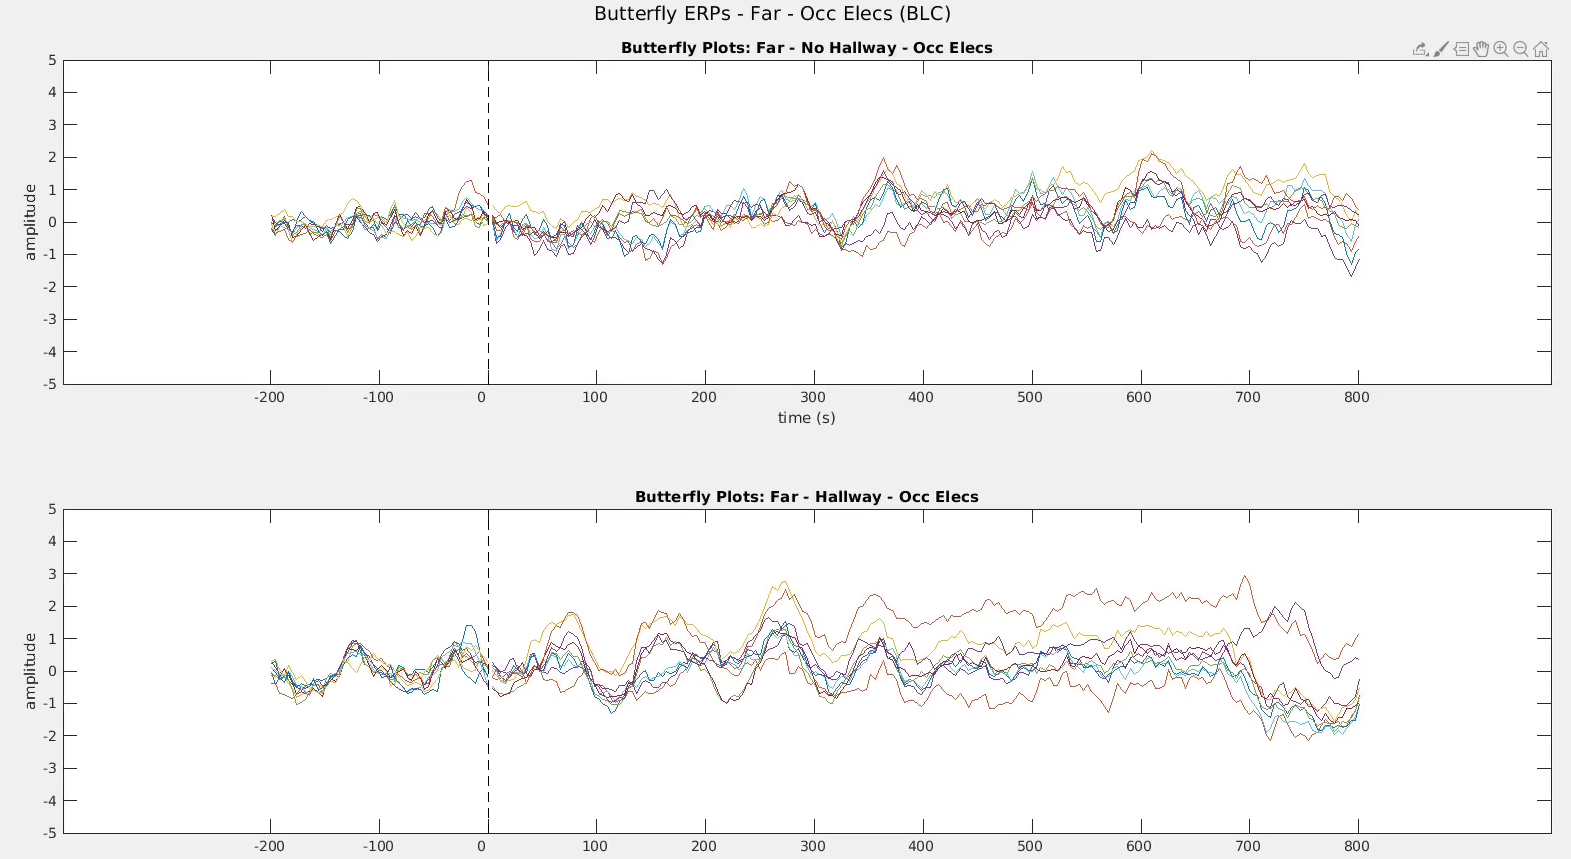 Butterfly ERPs - Far - Occ Elecs (BLC)
Butterfly Plots: Far - No Hallway - Occ Elecs
5
4
3
2
1
0
-1
-2
-3
-4
-5
amplitude
-200 -100 0 100 200 300 400 500 600 700 800
time (s)
Butterfly Plots: Far - Hallway - Occ Elecs
5
4
3
2
1
0
-1
-2
-3
-4
-5
amplitude
-200 -100 0 100 200 300 400 500 600 700 800